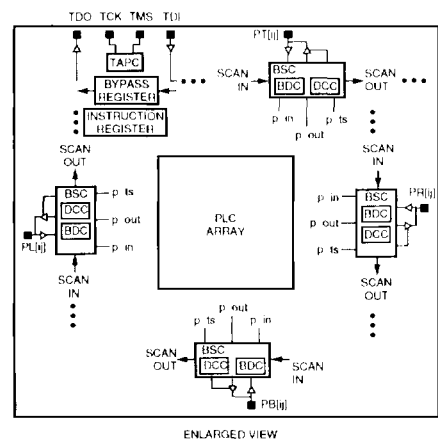 TDO TCK TMS TDI
PT[ij]
TAPC
BYPASS
REGISTER
INSTRUCTION
REGISTER
SCAN
IN
BSC
BDC
DCC
SCAN
OUT
p in
p out
p ts
SCAN
OUT
BSC
DCC
BDC
p ts
p out
p in
PL[ij]
SCAN
IN
PLC
ARRAY
SCAN
IN
p in
p out
p ts
BSC
BDC
DCC
PR[ij]
SCAN
OUT
p out
p ts
p in
SCAN
OUT
BSC
DCC
BDC
SCAN
IN
PB[ij]
ENLARGED VIEW